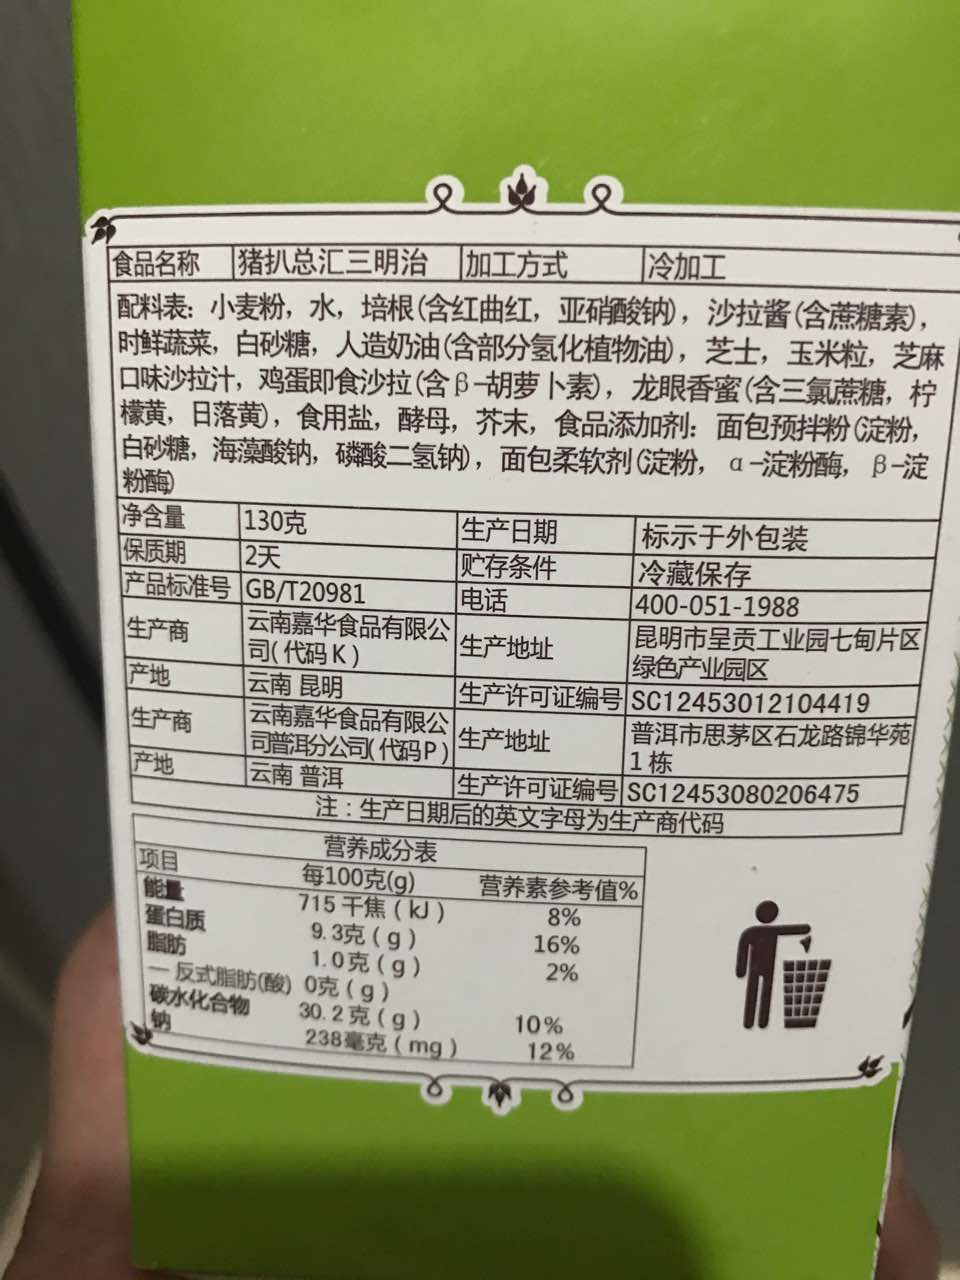 食品名称 猪扒总汇三明治 加工方式 冷加工
配料表：小麦粉，水，培根(含红曲红，亚硝酸钠)，沙拉酱(含蔗糖素)，
时鲜蔬菜，白砂糖，人造奶油(含部分氢化植物油)，芝士，玉米粒，芝麻
口味沙拉汁，鸡蛋即食沙拉(含β-胡萝卜素)，龙眼香蜜(含三氯蔗糖，柠
檬黄，日落黄)，食用盐，酵母，芥末，食品添加剂：面包预拌粉(淀粉，
白砂糖，海藻酸钠，磷酸二氢钠)，面包柔软剂(淀粉，α-淀粉酶，β-淀
粉酶)
净含量 130克 生产日期 标示于外包装
保质期 2天 贮存条件 冷藏保存
产品标准号 GB/T20981 电话 400-051-1988
生产商 云南嘉华食品有限公 生产地址 昆明市呈贡工业园七甸片区
司(代码K) 绿色产业园区
产地 云南 昆明 生产许可证编号 SC12453012104419
生产商 云南嘉华食品有限公 生产地址 普洱市思茅区石龙路锦华苑
司普洱分公司(代码P) 1栋
产地 云南 普洱 生产许可证编号 SC12453080206475
注：生产日期后的英文字母为生产商代码
营养成分表
项目 每100克(g) 营养素参考值%
能量 715千焦(kJ) 8%
蛋白质 9.3克(g) 16%
脂肪 1.0克(g) 2%
—反式脂肪(酸) 0克(g)
碳水化合物 30.2克(g) 10%
钠 238毫克(mg) 12%